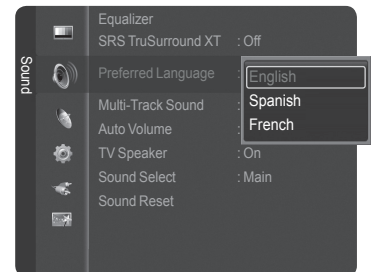 Sound
Equalizer
SRS TruSurround XT : Off
Preferred Language :
English
Spanish
French
Multi-Track Sound :
Auto Volume :
TV Speaker : On
Sound Select : Main
Sound Reset